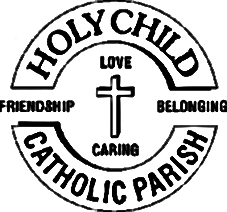 HOLY CHILD
LOVE
FRIENDSHIP
BELONGING
CARING
CATHOLIC PARISH